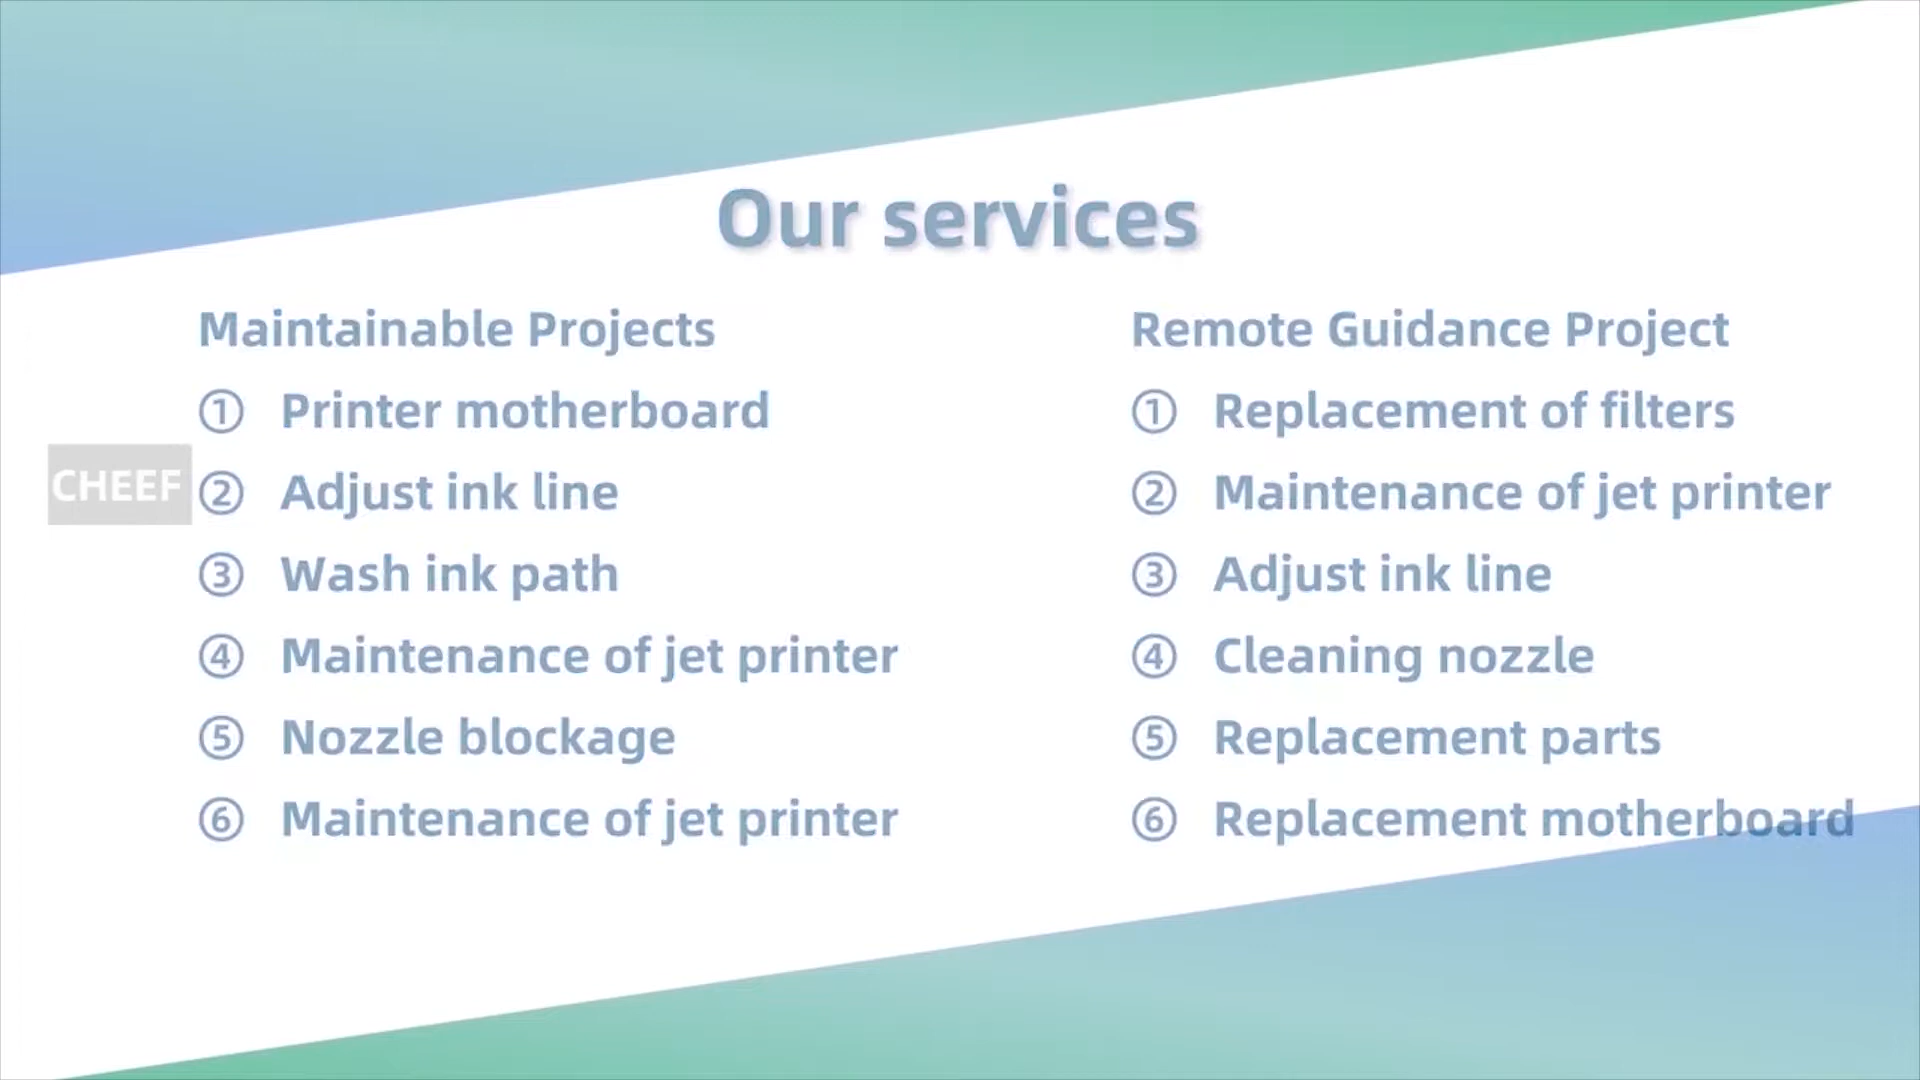 Our services
Maintainable Projects
① Printer motherboard
② Adjust ink line
③ Wash ink path
④ Maintenance of jet printer
⑤ Nozzle blockage
⑥ Maintenance of jet printer
Remote Guidance Project
① Replacement of filters
② Maintenance of jet printer
③ Adjust ink line
④ Cleaning nozzle
⑤ Replacement parts
⑥ Replacement motherboard
CHEEF